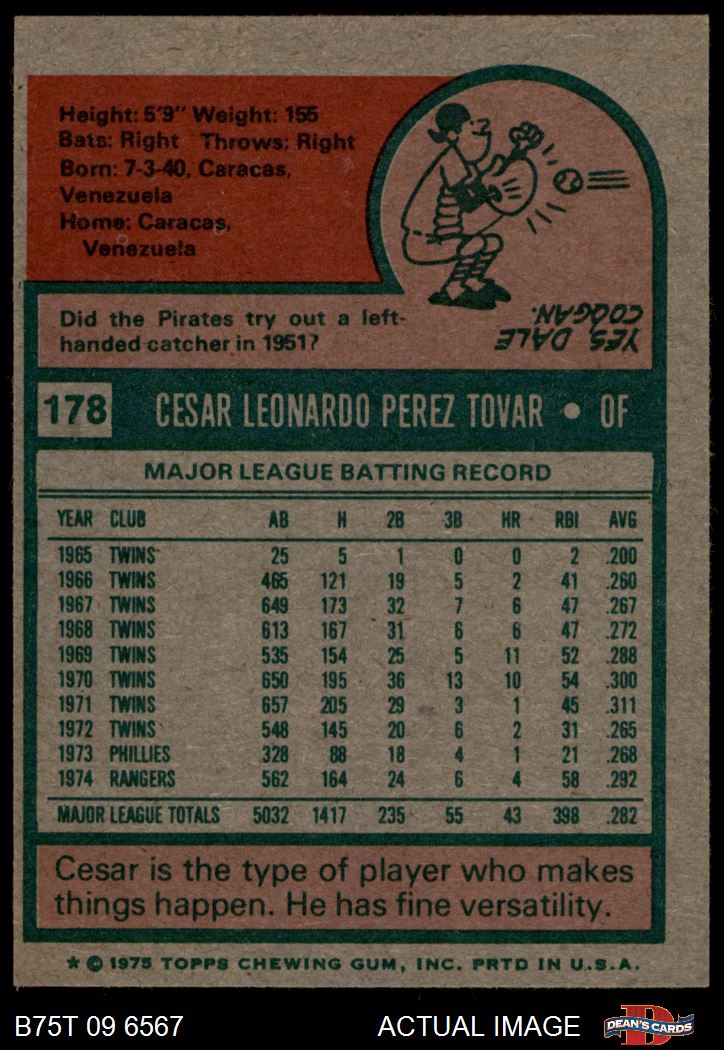 Height: 5'9" Weight: 155
Bats: Right Throws: Right
Born: 7-3-40, Caracas,
Venezuela
Home: Caracas,
Venezuela
YES, DALE
COOGAN.
Did the Pirates try out a left-
handed catcher in 1951?
178 CESAR LEONARDO PEREZ TOVAR • OF
MAJOR LEAGUE BATTING RECORD
YEAR CLUB AB H 2B 3B HR RBI AVG
1965 TWINS 25 5 1 0 0 2 .200
1966 TWINS 465 121 19 5 2 41 .260
1967 TWINS 649 173 32 7 6 47 .267
1968 TWINS 613 167 31 6 6 47 .272
1969 TWINS 535 154 25 5 11 52 .288
1970 TWINS 650 195 36 13 10 54 .300
1971 TWINS 657 205 29 3 1 45 .311
1972 TWINS 548 145 20 6 2 31 .265
1973 PHILLIES 328 88 18 4 1 21 .268
1974 RANGERS 562 164 24 6 4 58 .292
MAJOR LEAGUE TOTALS 5032 1417 235 55 43 398 .282
Cesar is the type of player who makes
things happen. He has fine versatility.
* © 1975 TOPPS CHEWING GUM, INC. PRTD IN U.S.A.
B75T 09 6567 ACTUAL IMAGE DEAN'S CARDS